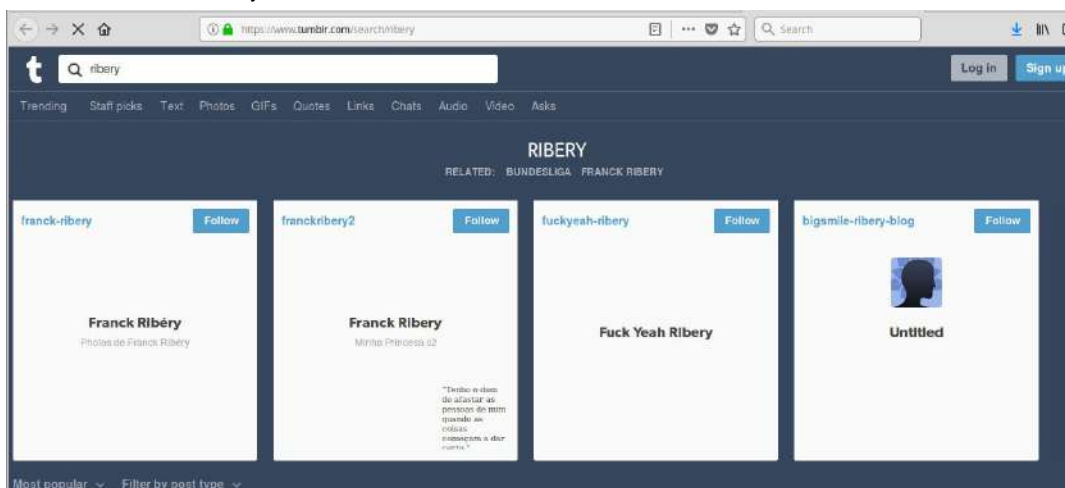 https://www.tumblr.com/search/ribery
Search
t
ribery
Log in
Sign up
Trending Staff picks Text Photos GIFs Quotes Links Chats Audio Video Asks
RIBERY
RELATED: BUNDESLIGA FRANCK RIBERY
franck-ribery
Follow
Franck Ribéry
Photos de Franck Ribéry
franckribery2
Follow
Franck Ribery
Minha Princesa s2
"Tenho o dom
de afastar as
pessoas de mim
quando as
coisas
começam a dar
certo."
fuckyeah-ribery
Follow
Fuck Yeah Ribery
bigsmile-ribery-blog
Follow
Untitled
Most popular
Filter by post type